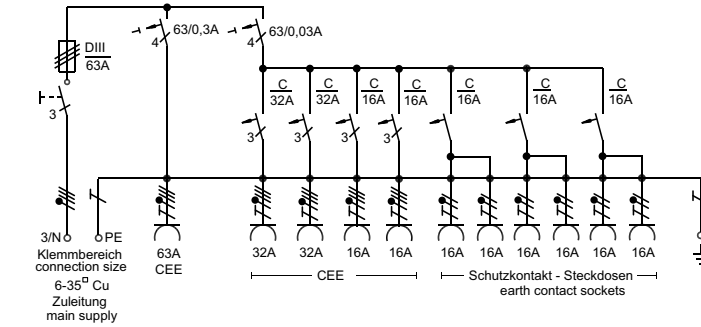 63/0,3A
63/0,03A
4
4
DIII
63A
C
32A
C
32A
C
16A
C
16A
C
16A
C
16A
C
16A
3
3
3
3
3
3/N
PE
63A
CEE
32A
32A
16A
16A
16A
16A
16A
16A
16A
16A
Klemmbereich
connection size
6-35□ Cu
Zuleitung
main supply
CEE
Schutzkontakt - Steckdosen
earth contact sockets